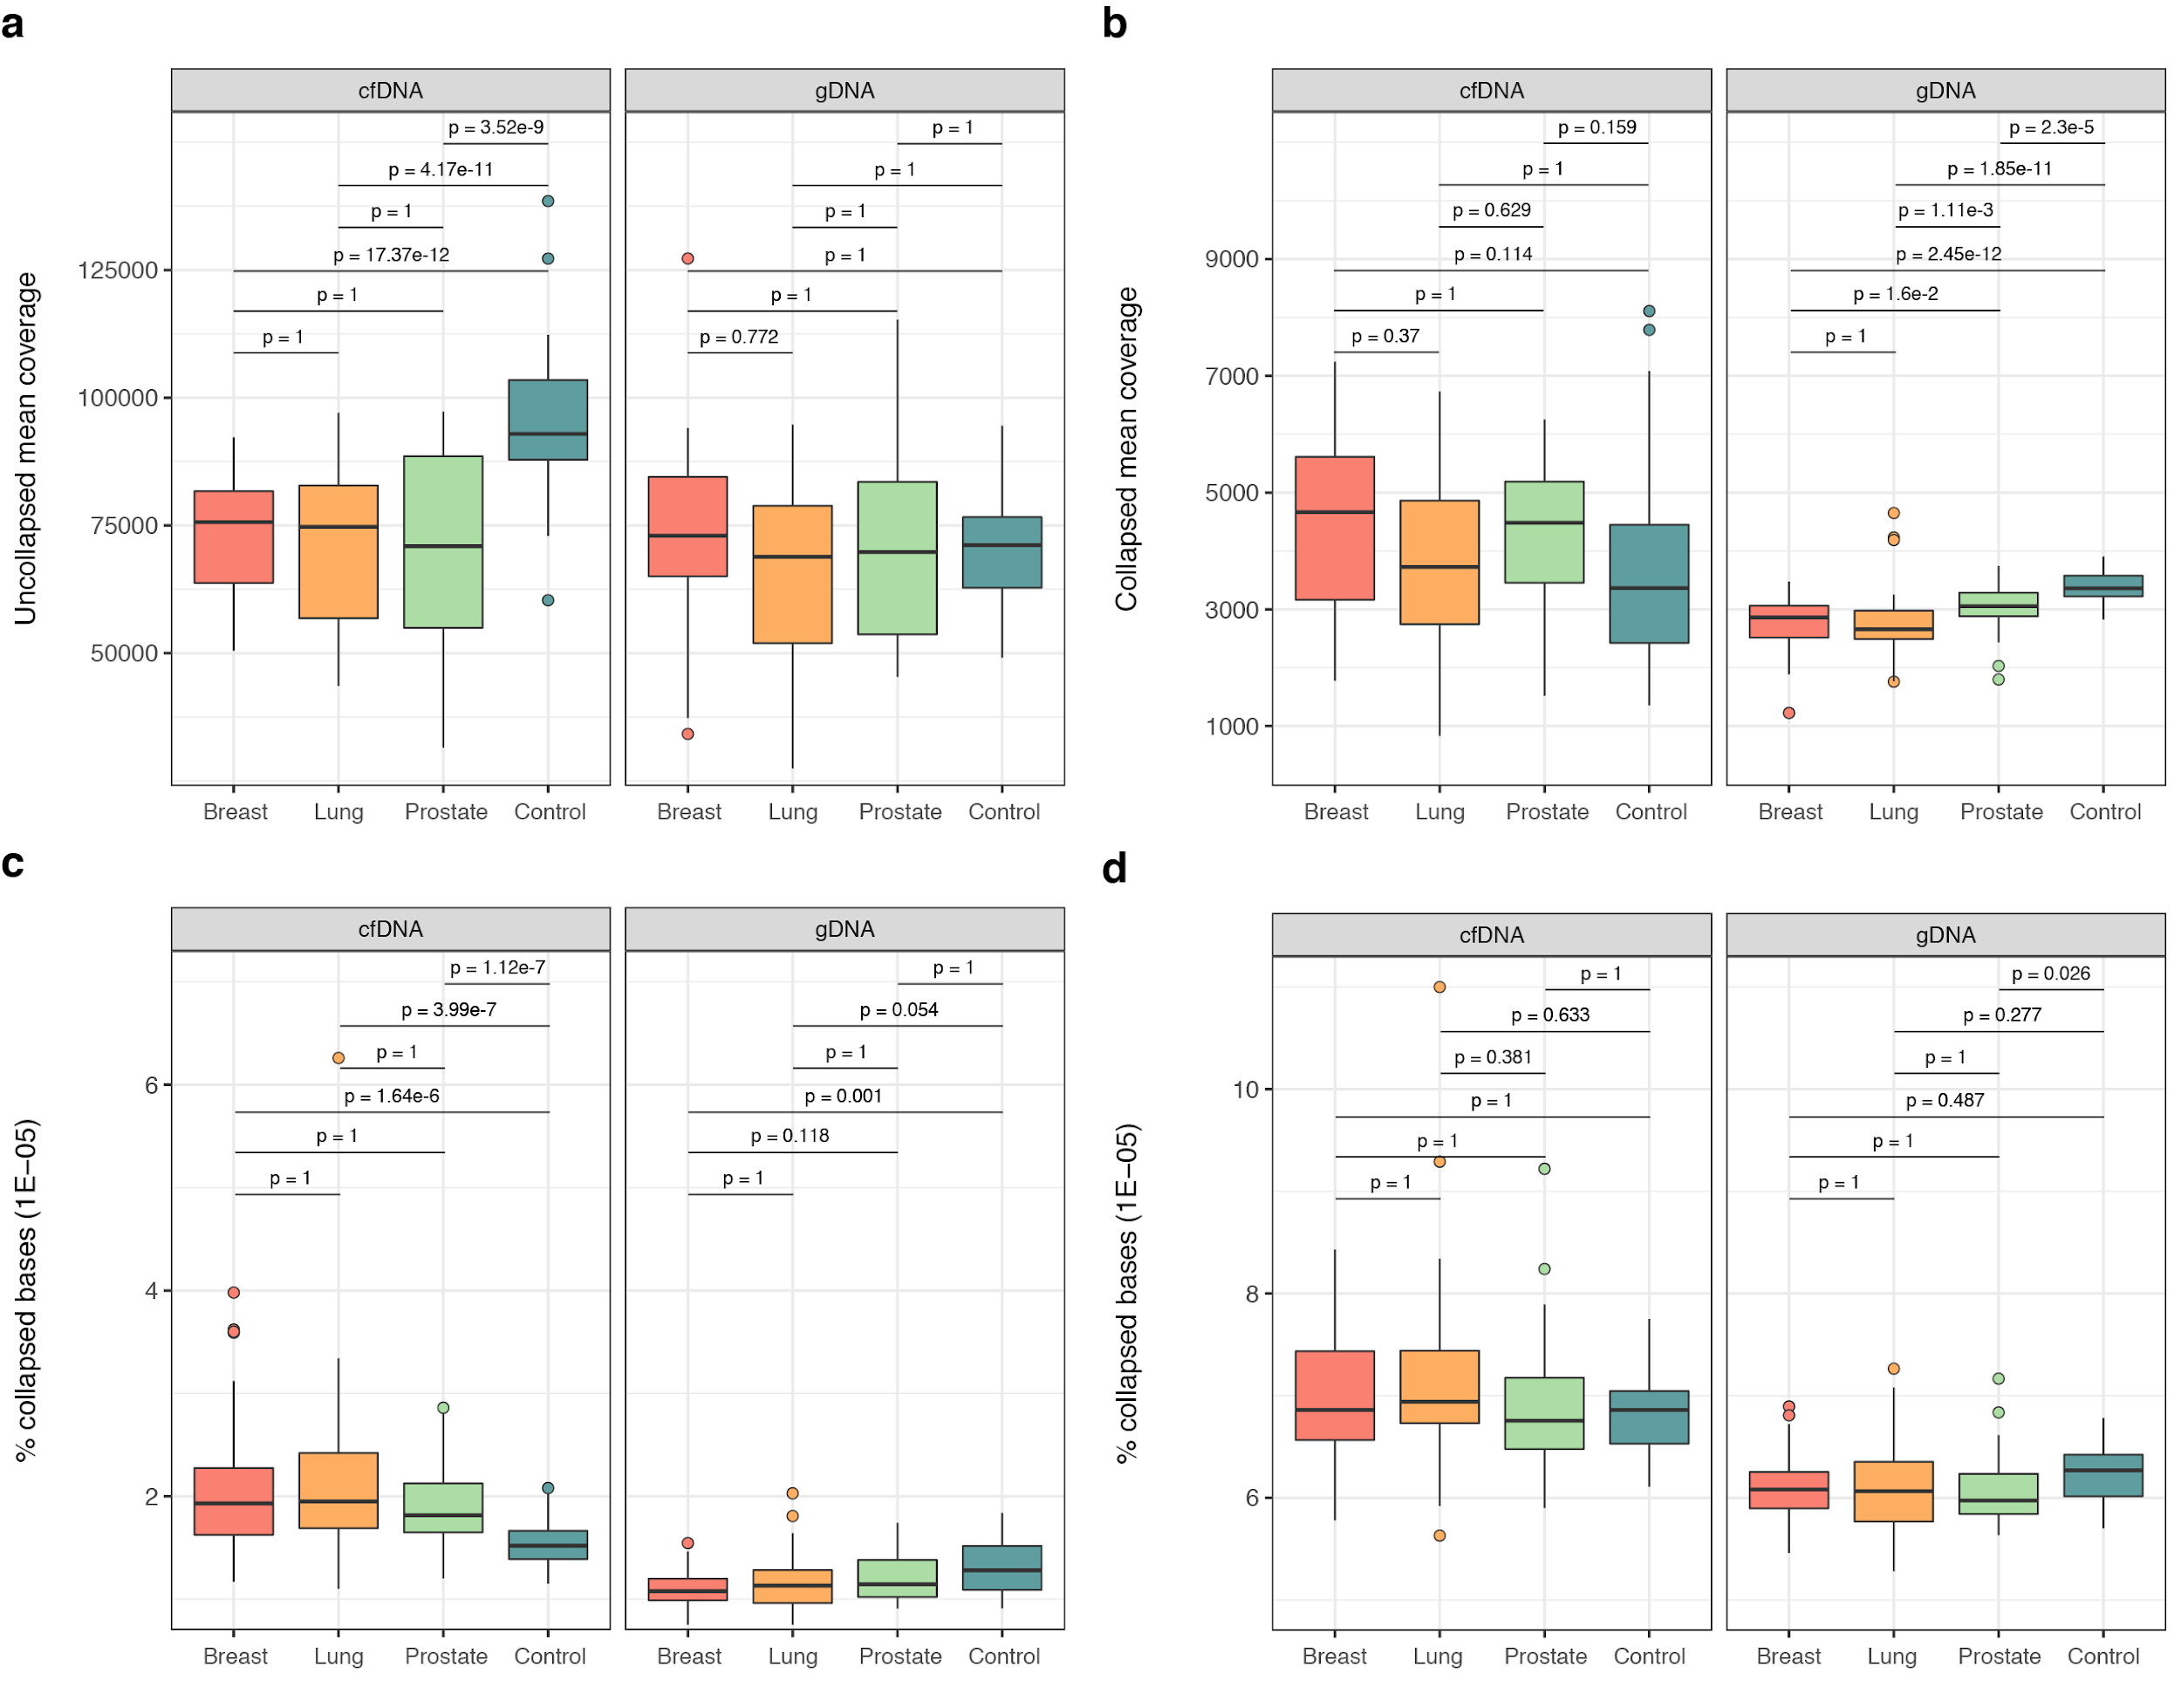 a
cfDNA
gDNA
Uncollapsed mean coverage
125000
100000
75000
50000
p = 3.52e-9
p = 4.17e-11
p = 1
p = 17.37e-12
p = 1
p = 1
p = 1
p = 1
p = 1
p = 1
p = 1
p = 0.772
Breast Lung Prostate Control
Breast Lung Prostate Control
b
cfDNA
gDNA
Collapsed mean coverage
9000
7000
5000
3000
1000
p = 0.159
p = 1
p = 0.629
p = 0.114
p = 1
p = 0.37
p = 2.3e-5
p = 1.85e-11
p = 1.11e-3
p = 2.45e-12
p = 1.6e-2
p = 1
Breast Lung Prostate Control
Breast Lung Prostate Control
c
cfDNA
gDNA
% collapsed bases (1E−05)
6
4
2
p = 1.12e-7
p = 3.99e-7
p = 1
p = 1.64e-6
p = 1
p = 1
p = 1
p = 0.054
p = 1
p = 0.001
p = 0.118
p = 1
Breast Lung Prostate Control
Breast Lung Prostate Control
d
cfDNA
gDNA
% collapsed bases (1E−05)
10
8
6
p = 1
p = 0.633
p = 0.381
p = 1
p = 1
p = 1
p = 0.026
p = 0.277
p = 1
p = 0.487
p = 1
p = 1
Breast Lung Prostate Control
Breast Lung Prostate Control